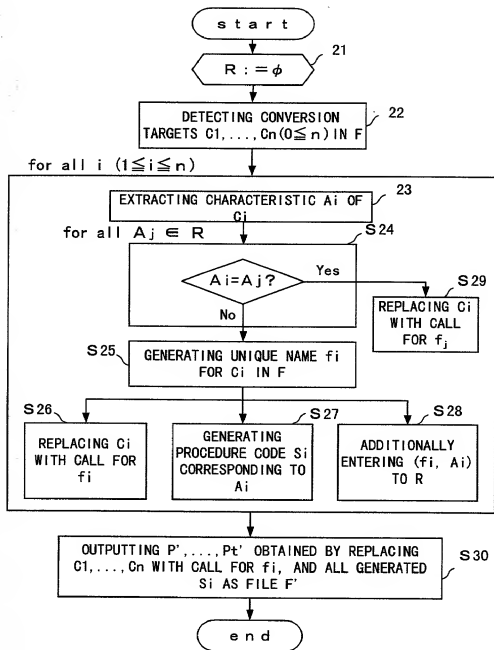 start
21
R:=φ
22
DETECTING CONVERSION
TARGETS C1,...,Cn(0≦n) IN F
for all i (1≦i≦n)
23
EXTRACTING CHARACTERISTIC Ai OF
Ci
for all Aj ∈ R
S24
Ai=Aj?
Yes
No
S29
REPLACING Ci
WITH CALL
FOR fj
S25
GENERATING UNIQUE NAME fi
FOR Ci IN F
S26
REPLACING Ci
WITH CALL FOR
fi
S27
GENERATING
PROCEDURE CODE Si
CORRESPONDING TO
Ai
S28
ADDITIONALLY
ENTERING (fi, Ai)
TO R
S30
OUTPUTTING P',...,Pt' OBTAINED BY REPLACING
C1,...,Cn WITH CALL FOR fi, AND ALL GENERATED
Si AS FILE F'
end